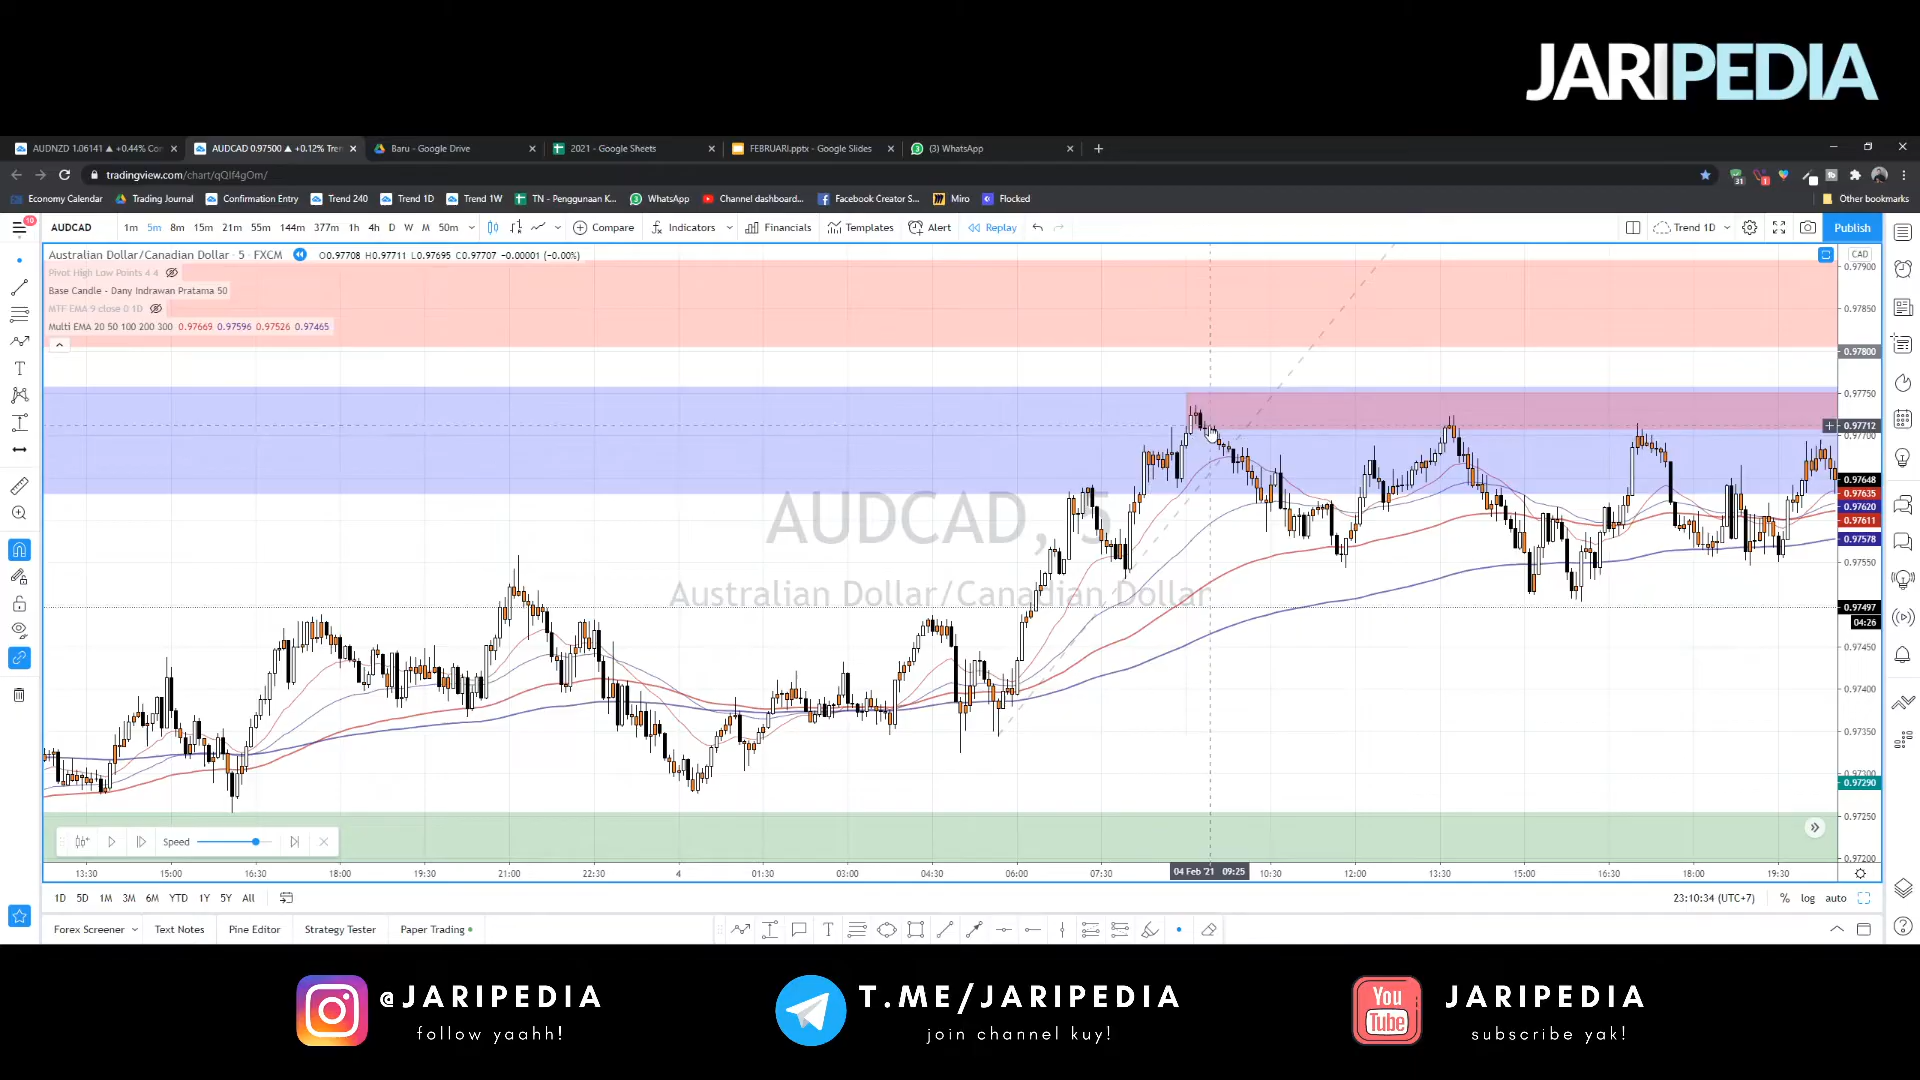 JARIPEDIA
AUDNZD 1.06141 ▲ +0.44% Cor
AUDCAD 0.97500 ▲ +0.12% Tren
Baru - Google Drive
2021 - Google Sheets
FEBRUARI.pptx - Google Slides
(3) WhatsApp
tradingview.com/chart/qQlf4gOm/
31
1
Economy Calendar
Trading Journal
Confirmation Entry
Trend 240
Trend 1D
Trend 1W
TN - Penggunaan K...
WhatsApp
Channel dashboard...
Facebook Creator S...
Miro
Flocked
Other bookmarks
10
AUDCAD
1m 5m 8m 15m 21m 55m 144m 377m 1h 4h D W M 50m
Compare
Indicators
Financials
Templates
Alert
Replay
Trend 1D
Publish
Australian Dollar/Canadian Dollar · 5 · FXCM
O0.97708 H0.97711 L0.97695 C0.97707 -0.00001 (-0.00%)
Pivot High Low Points 4 4
Base Candle - Dany Indrawan Pratama 50
MTF EMA 9 close 0 1D
Multi EMA 20 50 100 200 300 0.97669 0.97596 0.97526 0.97465
AUDCAD, 5
Australian Dollar/Canadian Dollar
CAD
0.97900
0.97850
0.97800
0.97750
0.97712
0.97700
0.97648
0.97635
0.97620
0.97611
0.97578
0.97550
0.97497
04:26
0.97450
0.97400
0.97350
0.97300
0.97290
0.97250
0.97200
Speed
13:30 15:00 16:30 18:00 19:30 21:00 22:30 4 01:30 03:00 04:30 06:00 07:30 04 Feb '21 09:25 10:30 12:00 13:30 15:00 16:30 18:00 19:30
1D 5D 1M 3M 6M YTD 1Y 5Y All
23:10:34 (UTC+7)
% log auto
Forex Screener
Text Notes
Pine Editor
Strategy Tester
Paper Trading
@JARIPEDIA
follow yaahh!
T.ME/JARIPEDIA
join channel kuy!
You
Tube
JARIPEDIA
subscribe yak!